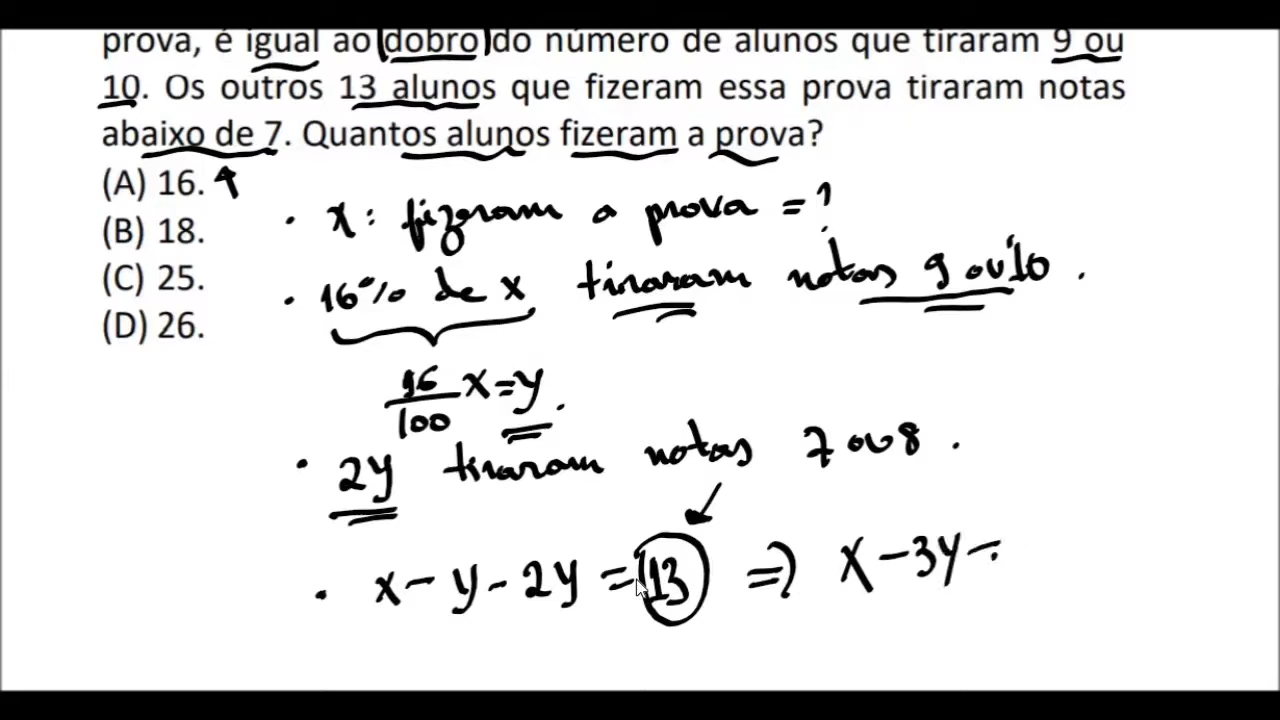 prova, é igual ao dobro do número de alunos que tiraram 9 ou
10. Os outros 13 alunos que fizeram essa prova tiraram notas
abaixo de 7. Quantos alunos fizeram a prova?
(A) 16.
(B) 18.
(C) 25.
(D) 26.
• x: fizeram a prova = ?
• 16% de x tiraram notas 9 ou 10.
16/100 x = y.
• 2y tiraram notas 7 ou 8.
• x - y - 2y = 13 ⇒ x - 3y =